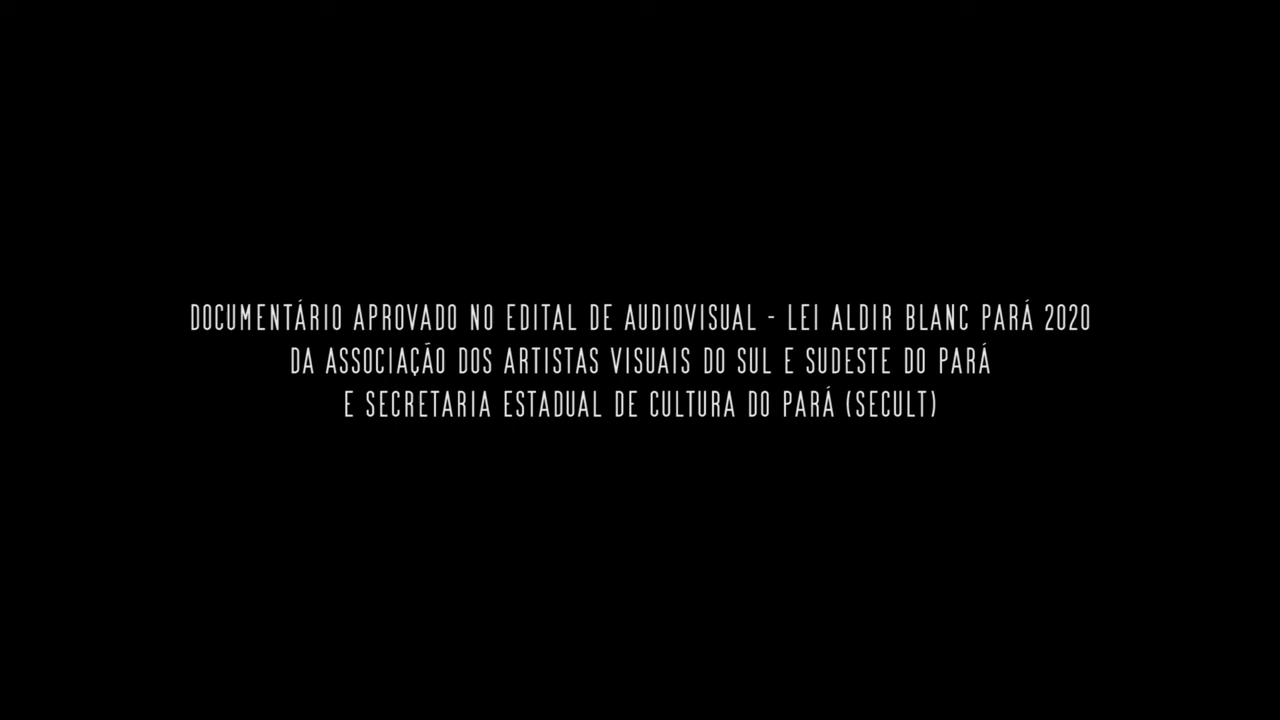 DOCUMENTÁRIO APROVADO NO EDITAL DE AUDIOVISUAL - LEI ALDIR BLANC PARÁ 2020
DA ASSOCIAÇÃO DOS ARTISTAS VISUAIS DO SUL E SUDESTE DO PARÁ
E SECRETARIA ESTADUAL DE CULTURA DO PARÁ (SECULT)